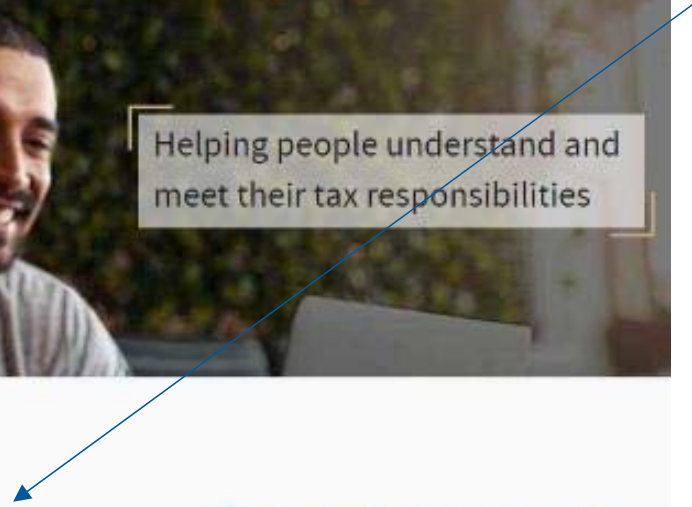 Helping people understand and
meet their tax responsibilities